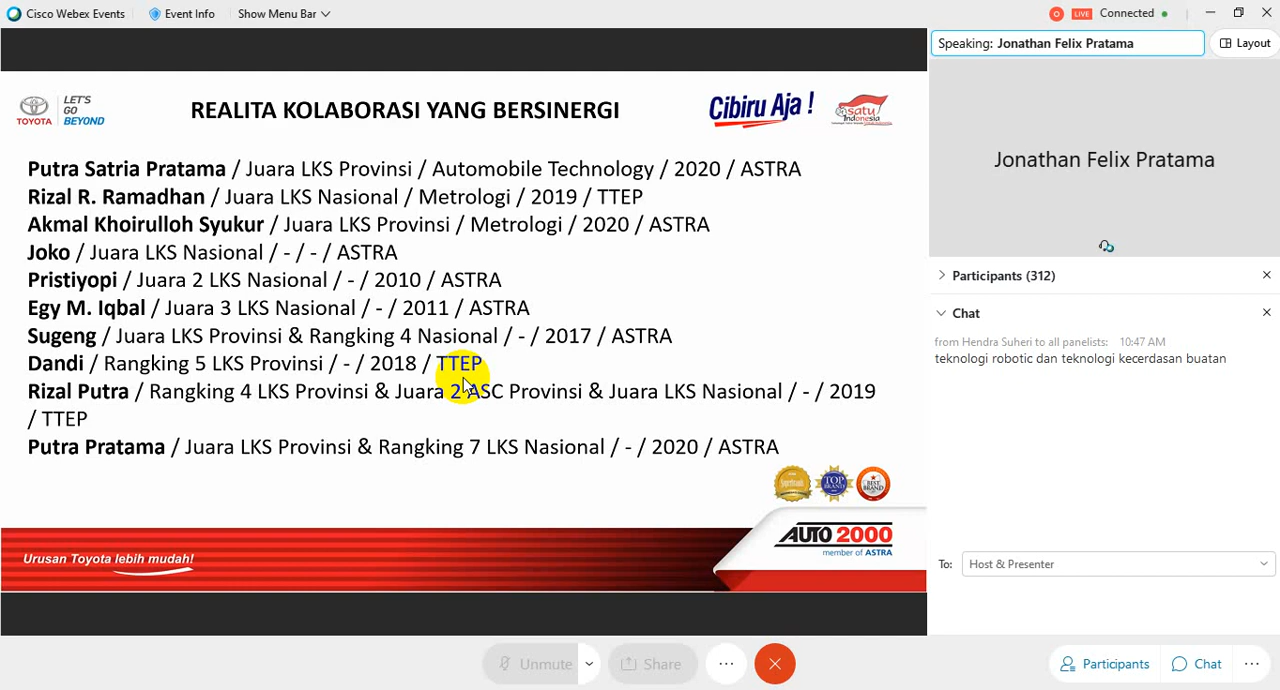 Cisco Webex Events Event Info Show Menu Bar LIVE Connected
Speaking: Jonathan Felix Pratama Layout
TOYOTA LET'S GO BEYOND
REALITA KOLABORASI YANG BERSINERGI
Cibiru Aja !
satu Indonesia
Putra Satria Pratama / Juara LKS Provinsi / Automobile Technology / 2020 / ASTRA
Rizal R. Ramadhan / Juara LKS Nasional / Metrologi / 2019 / TTEP
Akmal Khoirulloh Syukur / Juara LKS Provinsi / Metrologi / 2020 / ASTRA
Joko / Juara LKS Nasional / - / - / ASTRA
Pristiyopi / Juara 2 LKS Nasional / - / 2010 / ASTRA
Egy M. Iqbal / Juara 3 LKS Nasional / - / 2011 / ASTRA
Sugeng / Juara LKS Provinsi & Rangking 4 Nasional / - / 2017 / ASTRA
Dandi / Rangking 5 LKS Provinsi / - / 2018 / TTEP
Rizal Putra / Rangking 4 LKS Provinsi & Juara 2 ASC Provinsi & Juara LKS Nasional / - / 2019
/ TTEP
Putra Pratama / Juara LKS Provinsi & Rangking 7 LKS Nasional / - / 2020 / ASTRA
Superbrands
TOP BRAND
BEST BRAND
Urusan Toyota lebih mudah!
AUTO 2000
member of ASTRA
Jonathan Felix Pratama
Participants (312)
Chat
from Hendra Suheri to all panelists: 10:47 AM
teknologi robotic dan teknologi kecerdasan buatan
To: Host & Presenter
Unmute Share Participants Chat